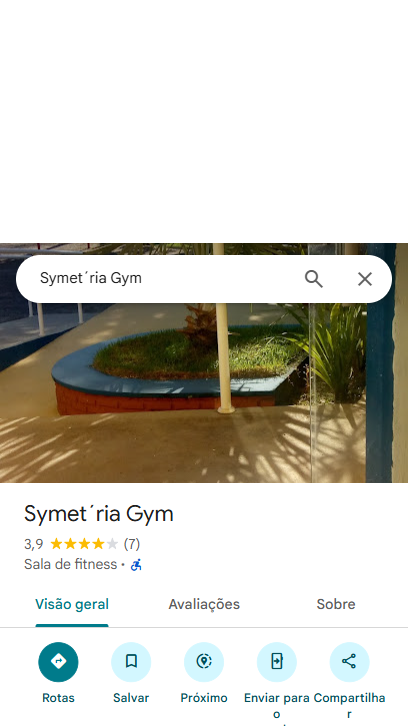 Symet´ria Gym
Symet´ria Gym
3,9 (7)
Sala de fitness ·
Visão geral Avaliações Sobre
Rotas Salvar Próximo Enviar para o Compartilhar